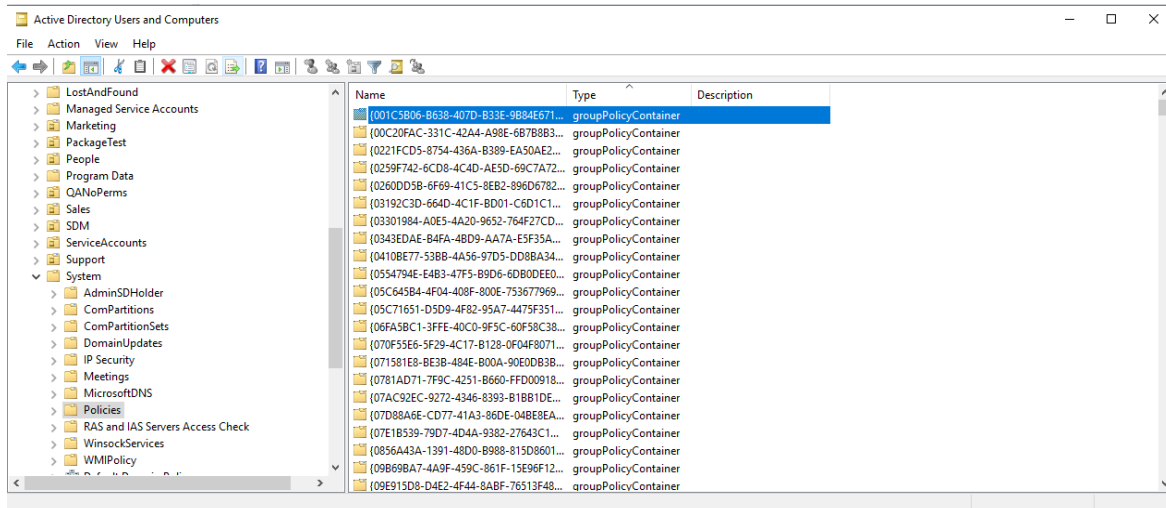 Active Directory Users and Computers
File Action View Help
LostAndFound
Managed Service Accounts
Marketing
PackageTest
People
Program Data
QANoPerms
Sales
SDM
ServiceAccounts
Support
System
AdminSDHolder
ComPartitions
ComPartitionSets
DomainUpdates
IP Security
Meetings
MicrosoftDNS
Policies
RAS and IAS Servers Access Check
WinsockServices
WMIPolicy
Name Type Description
{001C5B06-B638-407D-B33E-9B84E671... groupPolicyContainer
{00C20FAC-331C-42A4-A98E-6B7B8B3... groupPolicyContainer
{0221FCD5-8754-436A-B389-EA50AE2... groupPolicyContainer
{0259F742-6CD8-4C4D-AE5D-69C7A72... groupPolicyContainer
{0260DD5B-6F69-41C5-8EB2-896D6782... groupPolicyContainer
{03192C3D-664D-4C1F-BD01-C6D1C1... groupPolicyContainer
{03301984-A0E5-4A20-9652-764F27CD... groupPolicyContainer
{0343EDAE-B4FA-4BD9-AA7A-E5F35A... groupPolicyContainer
{0410BE77-53BB-4A56-97D5-DD8BA34... groupPolicyContainer
{0554794E-E4B3-47F5-B9D6-6DB0DEE0... groupPolicyContainer
{05C645B4-4F04-408F-800E-753677969... groupPolicyContainer
{05C71651-D5D9-4F82-95A7-4475F351... groupPolicyContainer
{06FA5BC1-3FFE-40C0-9F5C-60F58C38... groupPolicyContainer
{070F55E6-5F29-4C17-B128-0F04F8071... groupPolicyContainer
{071581E8-BE3B-484E-B00A-90E0DB3B... groupPolicyContainer
{0781AD71-7F9C-4251-B660-FFD00918... groupPolicyContainer
{07AC92EC-9272-4346-8393-B1BB1DE... groupPolicyContainer
{07D88A6E-CD77-41A3-86DE-04BE8EA... groupPolicyContainer
{07E1B539-79D7-4D4A-9382-27643C1... groupPolicyContainer
{0856A43A-1391-48D0-B988-815D8601... groupPolicyContainer
{09B69BA7-4A9F-459C-861F-15E96F12... groupPolicyContainer
{09E915D8-D4E2-4F44-8ABF-76513F48... groupPolicyContainer